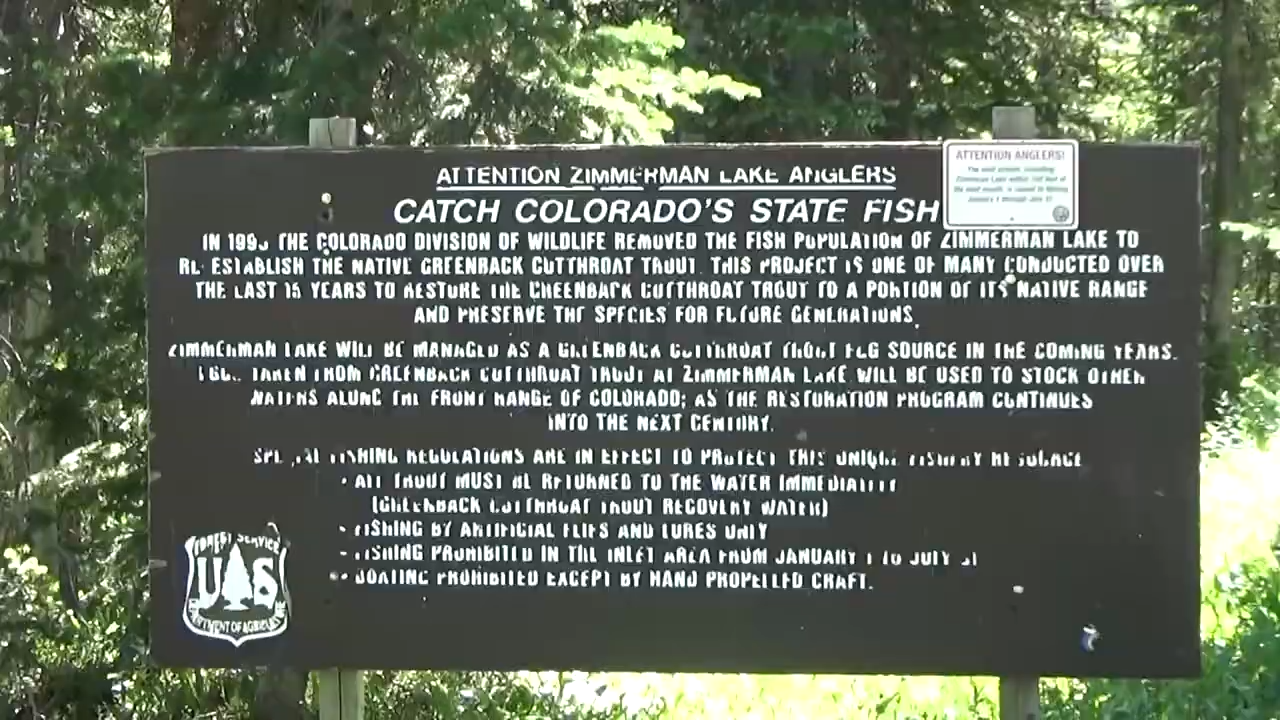 ATTENTION ZIMMERMAN LAKE ANGLERS
CATCH COLORADO'S STATE FISH
ATTENTION ANGLERS!
IN THE COLORADO DIVISION OF WILDLIFE REMOVED THE FISH POPULATION OF ZIMMERMAN LAKE TO
RE ESTABLISH THE NATIVE GREENBACK CUTTHROAT TROUT. THIS PROJECT IS ONE OF MANY CONDUCTED OVER
THE LAST 15 YEARS TO RESTORE THE GREENBACK CUTTHROAT TROUT TO A PORTION OF ITS NATIVE RANGE
AND PRESERVE THE SPECIES FOR FUTURE GENERATIONS.
ZIMMERMAN LAKE WILL BE MANAGED AS A GREENBACK CUTTHROAT TROUT EGG SOURCE IN THE COMING YEARS.
EGGS TAKEN FROM GREENBACK CUTTHROAT TROUT AT ZIMMERMAN LAKE WILL BE USED TO STOCK OTHER
WATERS ALONG THE FRONT RANGE OF COLORADO; AS THE RESTORATION PROGRAM CONTINUES
INTO THE NEXT CENTURY.
SPECIAL FISHING REGULATIONS ARE IN EFFECT TO PROTECT THIS UNIQUE FISHERY RESOURCE
• ALL TROUT MUST BE RETURNED TO THE WATER IMMEDIATELY
(GREENBACK CUTTHROAT TROUT RECOVERY WATER)
• FISHING BY ARTIFICIAL FLIES AND LURES ONLY
• FISHING PROHIBITED IN THE INLET AREA FROM JANUARY 1 TO JULY 31
• BOATING PROHIBITED EXCEPT BY HAND PROPELLED CRAFT.
FOREST SERVICE
UAS
DEPARTMENT OF AGRICULTURE